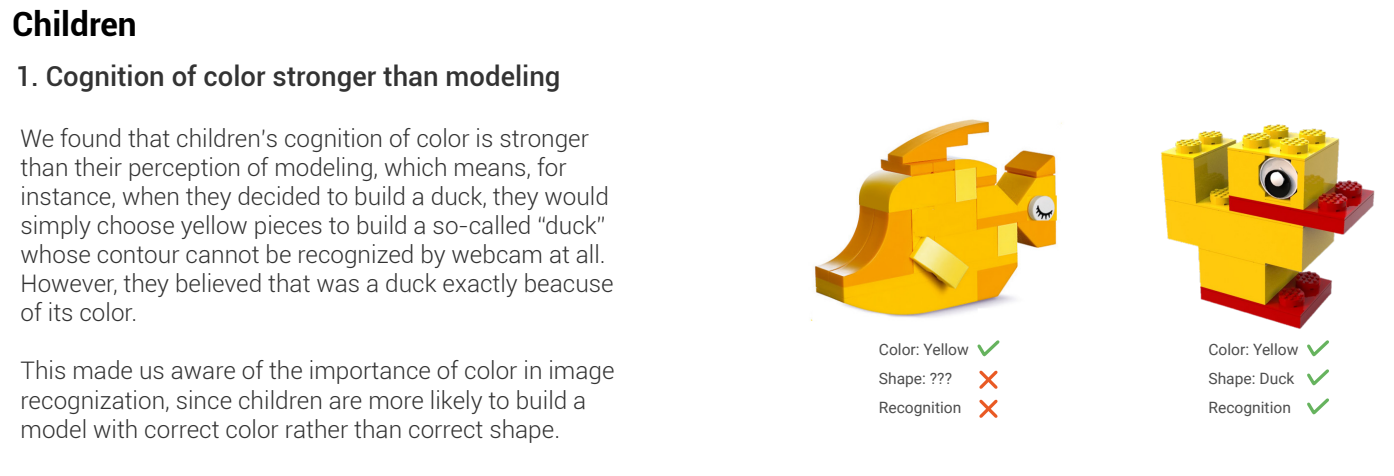 Children
1. Cognition of color stronger than modeling
We found that children's cognition of color is stronger
than their perception of modeling, which means, for
instance, when they decided to build a duck, they would
simply choose yellow pieces to build a so-called “duck”
whose contour cannot be recognized by webcam at all.
However, they believed that was a duck exactly beacuse
of its color.
This made us aware of the importance of color in image
recognization, since children are more likely to build a
model with correct color rather than correct shape.
Color: Yellow
Shape: ???
Recognition
Color: Yellow
Shape: Duck
Recognition